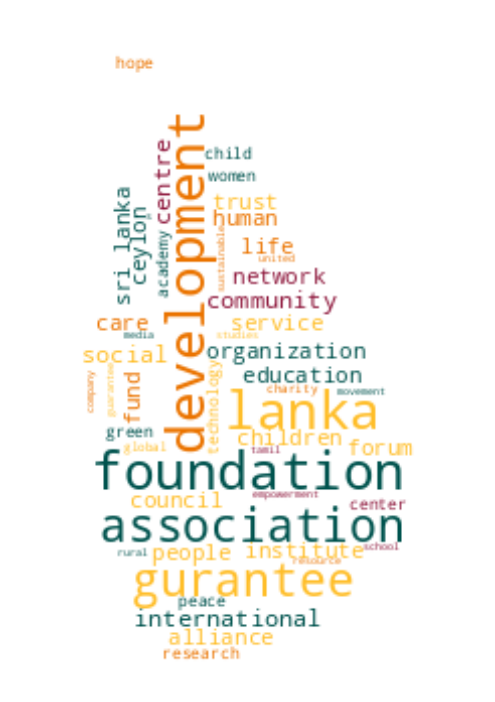 hope
development
child
centre
women
sri lanka
trust
ceylon
human
academy
sustainable
life
united
network
community
care
service
media
studies
organization
social
technology
education
company
guarantee
fund
charity
movement
lanka
green
children
global
tamil
forum
foundation
council
empowerment
center
association
rural
people
institute
school
resource
gurantee
peace
international
alliance
research